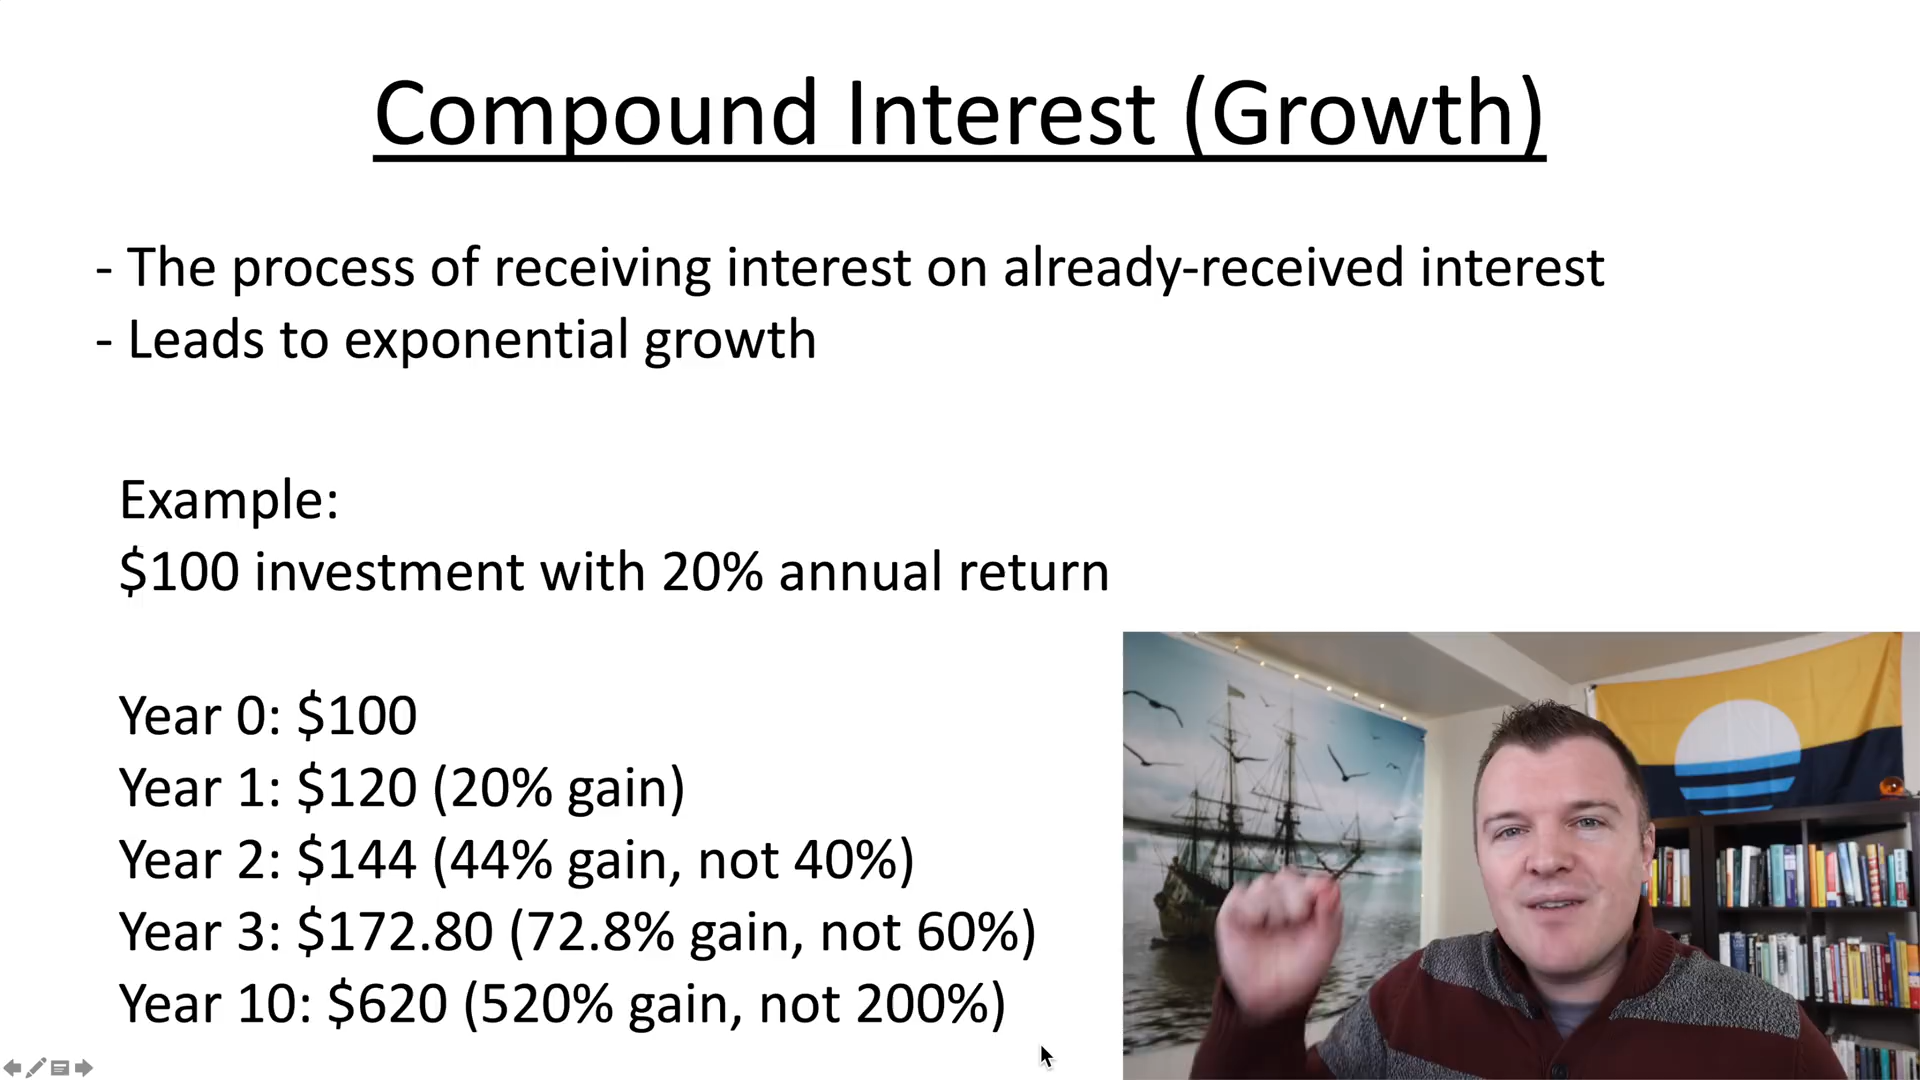 Compound Interest (Growth)
- The process of receiving interest on already-received interest
- Leads to exponential growth
Example:
$100 investment with 20% annual return
Year 0: $100
Year 1: $120 (20% gain)
Year 2: $144 (44% gain, not 40%)
Year 3: $172.80 (72.8% gain, not 60%)
Year 10: $620 (520% gain, not 200%)